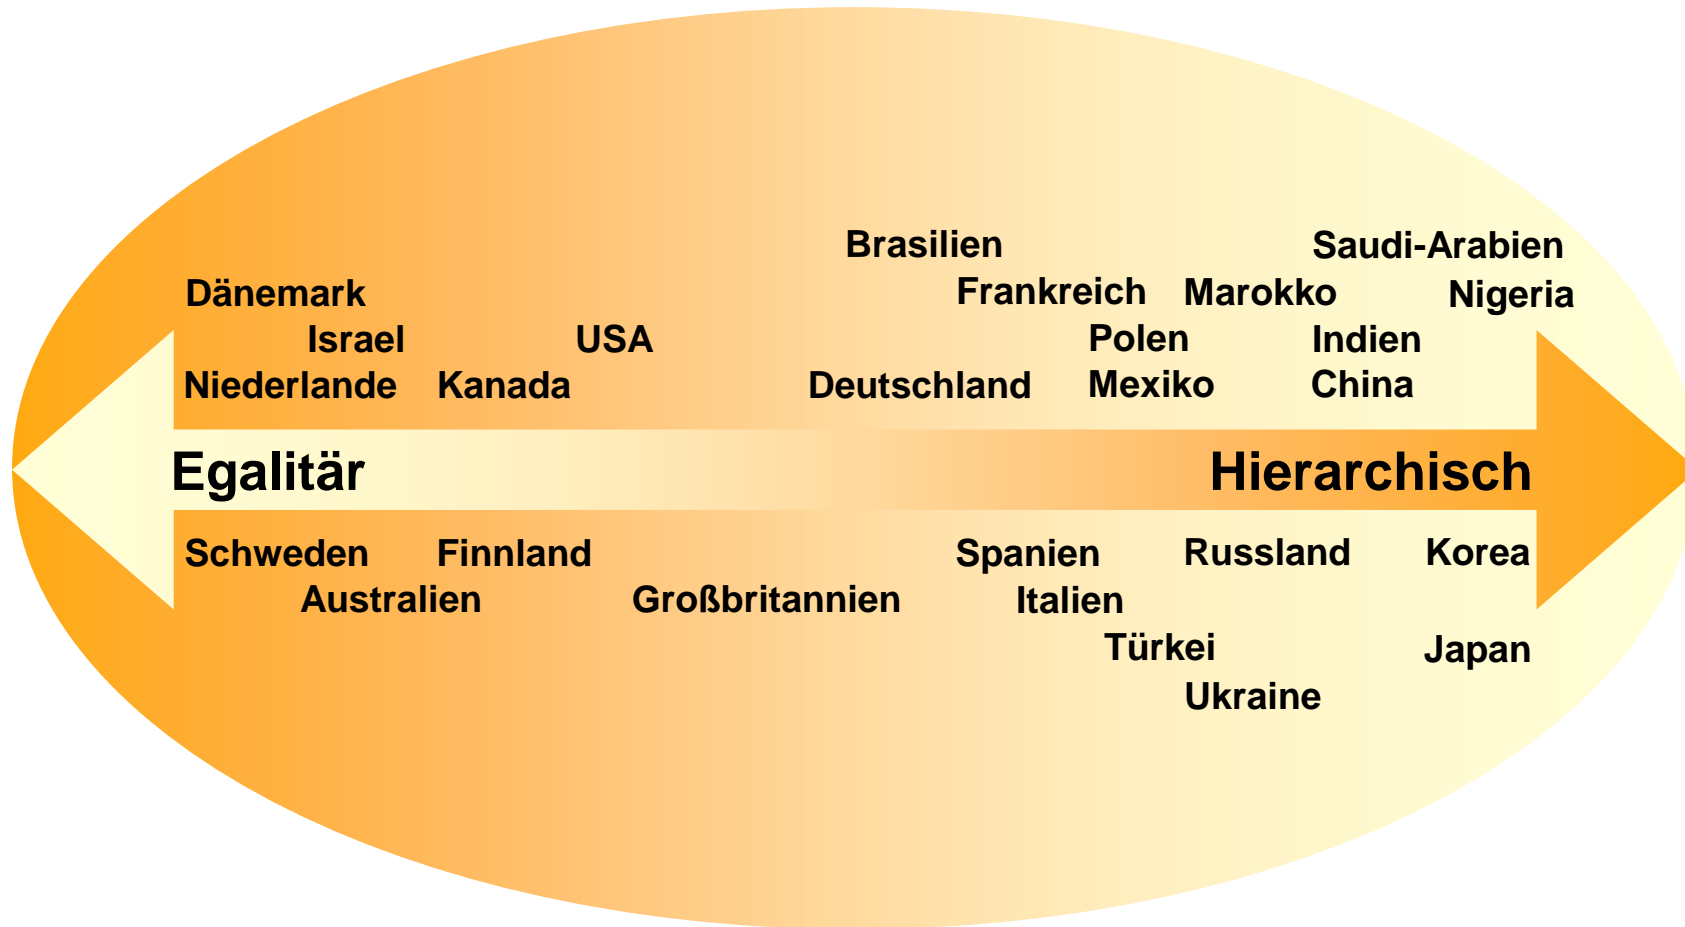 Brasilien Saudi-Arabien
Dänemark Frankreich Marokko Nigeria
Israel USA Polen Indien
Niederlande Kanada Deutschland Mexiko China
Egalitär Hierarchisch
Schweden Finnland Spanien Russland Korea
Australien Großbritannien Italien
Türkei Japan
Ukraine